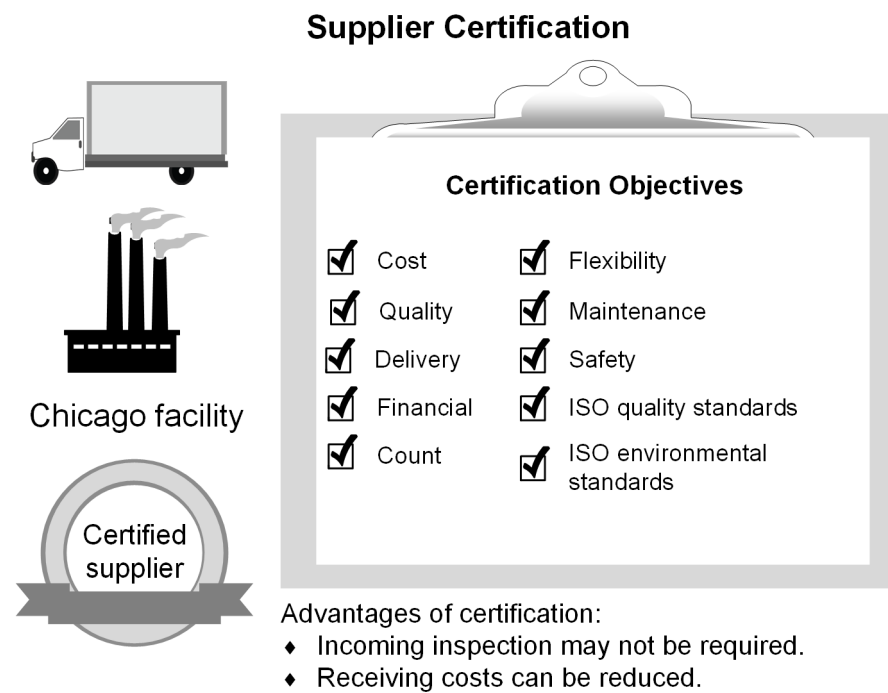 Supplier Certification
Certification Objectives
Cost
Quality
Delivery
Financial
Count
Flexibility
Maintenance
Safety
ISO quality standards
ISO environmental
standards
Chicago facility
Certified
supplier
Advantages of certification:
♦ Incoming inspection may not be required.
♦ Receiving costs can be reduced.